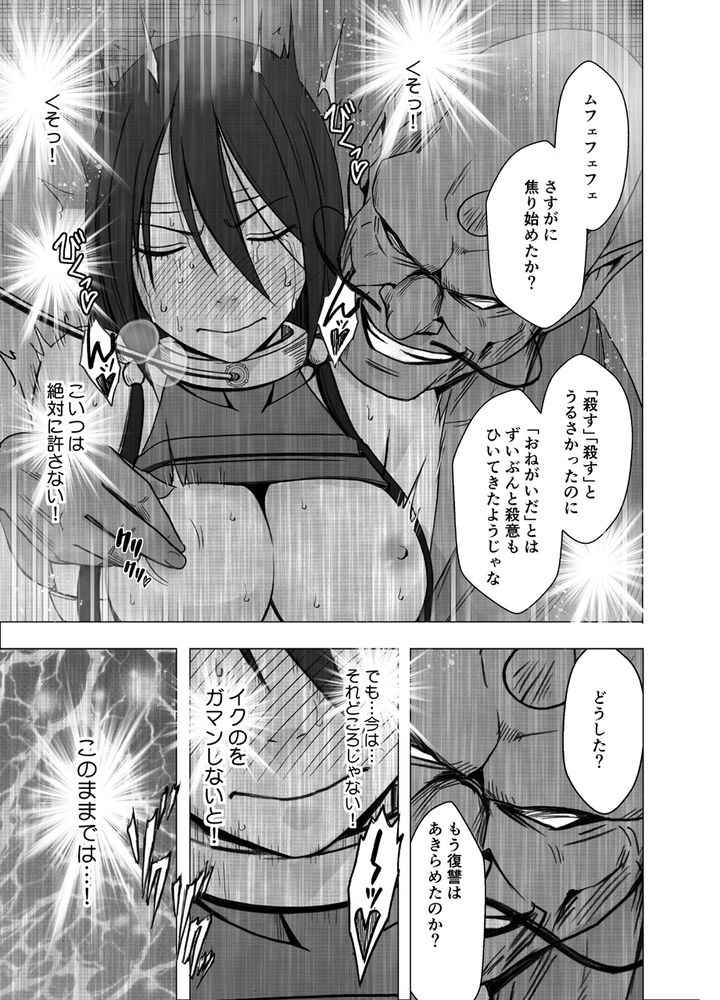 ムフェフェフェ
さすがに
焦り始めたか？
くそっ！
くそっ！
びくっ
びくっ
「殺す」「殺す」と
うるさかったのに
「おねがいだ」とは
ずいぶんと殺意も
ひいてきたようじゃな
こいつは
絶対に許さない！
どうした？
もう復讐は
あきらめたのか？
でも…今は…
それどころじゃない！
イクのを
ガマンしないと！
このままでは…！